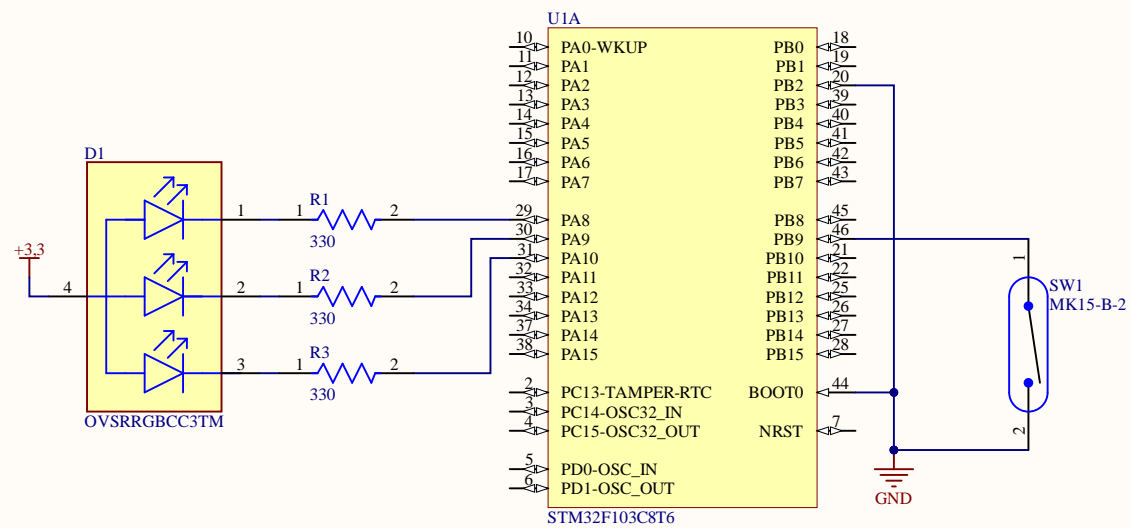 U1A
10 PA0-WKUP PB0 18
11 PA1 PB1 19
12 PA2 PB2 20
13 PA3 PB3 39
14 PA4 PB4 40
15 PA5 PB5 41
16 PA6 PB6 42
17 PA7 PB7 43
D1
1 1 R1 2 29 PA8 PB8 45
330
30 PA9 PB9 46
+3,3
31 PA10 PB10 21
1
32 PA11 PB11 22
4 2 1 R2 2 33 PA12 PB12 25
330
SW1
MK15-B-2
34 PA13 PB13 26
37 PA14 PB14 27
38 PA15 PB15 28
3 1 R3 2
330
2 PC13-TAMPER-RTC BOOT0 44
3 PC14-OSC32_IN
4 PC15-OSC32_OUT NRST 7
2
OVSRRGBCC3TM
5 PD0-OSC_IN
6 PD1-OSC_OUT
GND
STM32F103C8T6